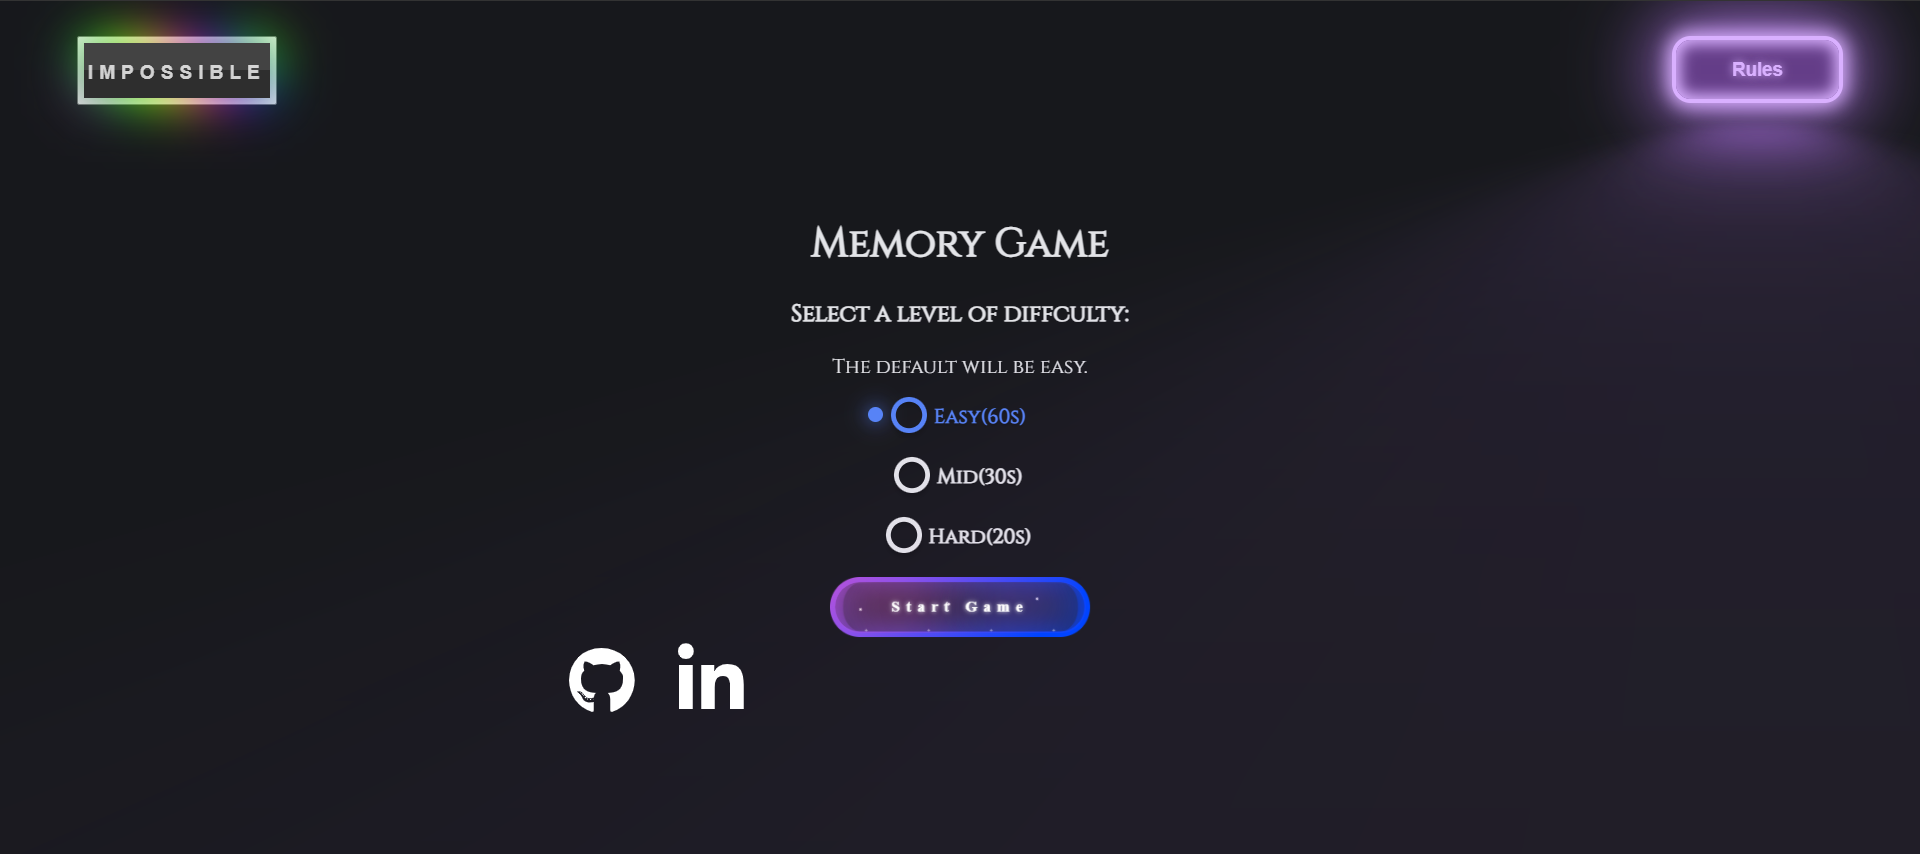 IMPOSSIBLE
Rules
Memory Game
Select a level of diffculty:
The default will be easy.
Easy(60s)
Mid(30s)
Hard(20s)
Start Game
in